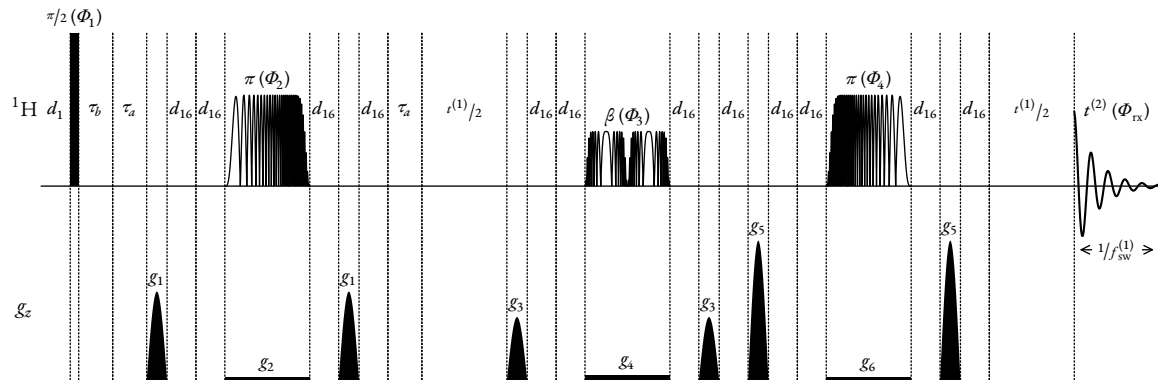 π/2 (Φ1)
π (Φ2) π (Φ4)
β (Φ3)
¹H d1 τb τa d16 d16 d16 d16 τa t⁽¹⁾/2 d16 d16 d16 d16 d16 d16 d16 d16 t⁽¹⁾/2 t⁽²⁾ (Φrx)
g5 g5
1/fsw⁽¹⁾
g1 g1
g3 g3
gz
g2 g4 g6